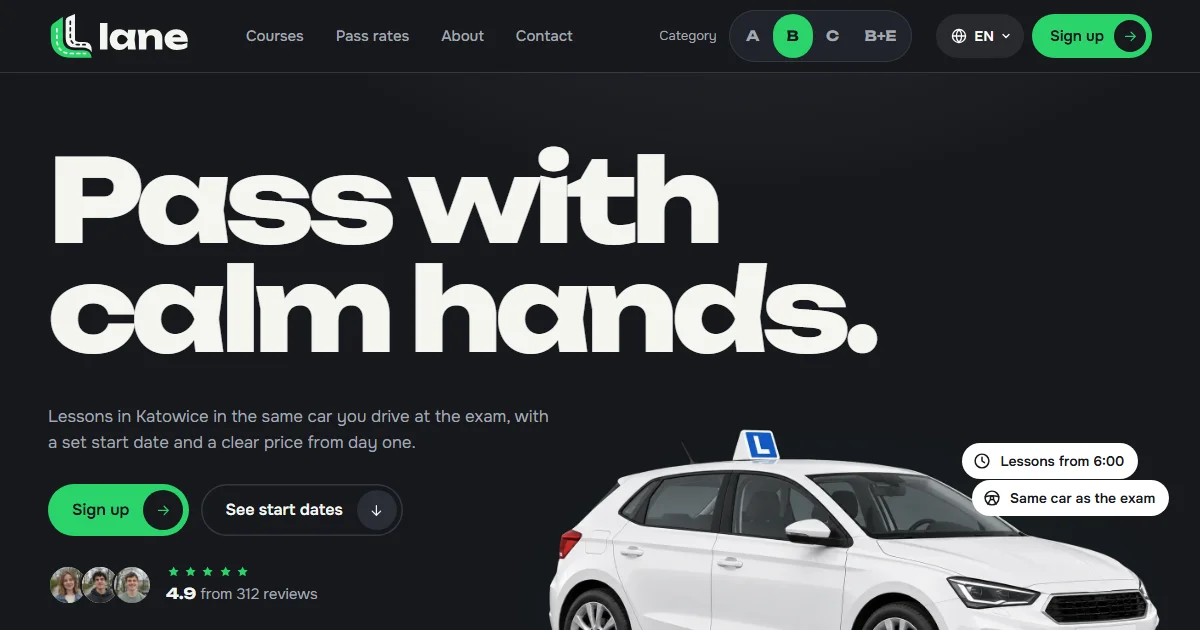 lane
Courses
Pass rates
About
Contact
Category
A
B
C
B+E
EN
Sign up
Pass with
calm hands.
Lessons in Katowice in the same car you drive at the exam, with
a set start date and a clear price from day one.
L
Lessons from 6:00
Same car as the exam
Sign up
See start dates
4.9 from 312 reviews